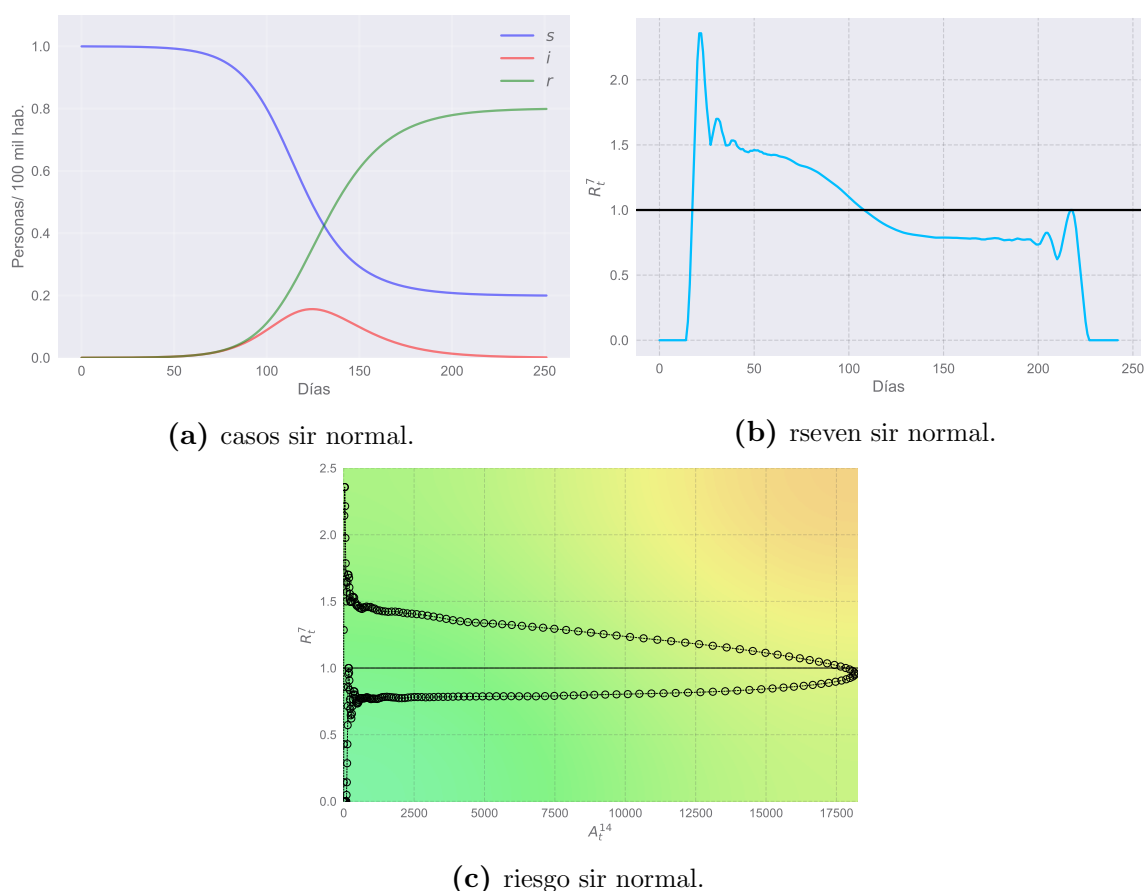 s
i
r
Personas/ 100 mil hab.
1.0
0.8
0.6
0.4
0.2
0.0
0 50 100 150 200 250
Días
(a) casos sir normal.
R_t^7
2.0
1.5
1.0
0.5
0.0
0 50 100 150 200 250
Días
(b) rseven sir normal.
R_t^7
2.5
2.0
1.5
1.0
0.5
0.0
0 2500 5000 7500 10000 12500 15000 17500
A_t^14
(c) riesgo sir normal.